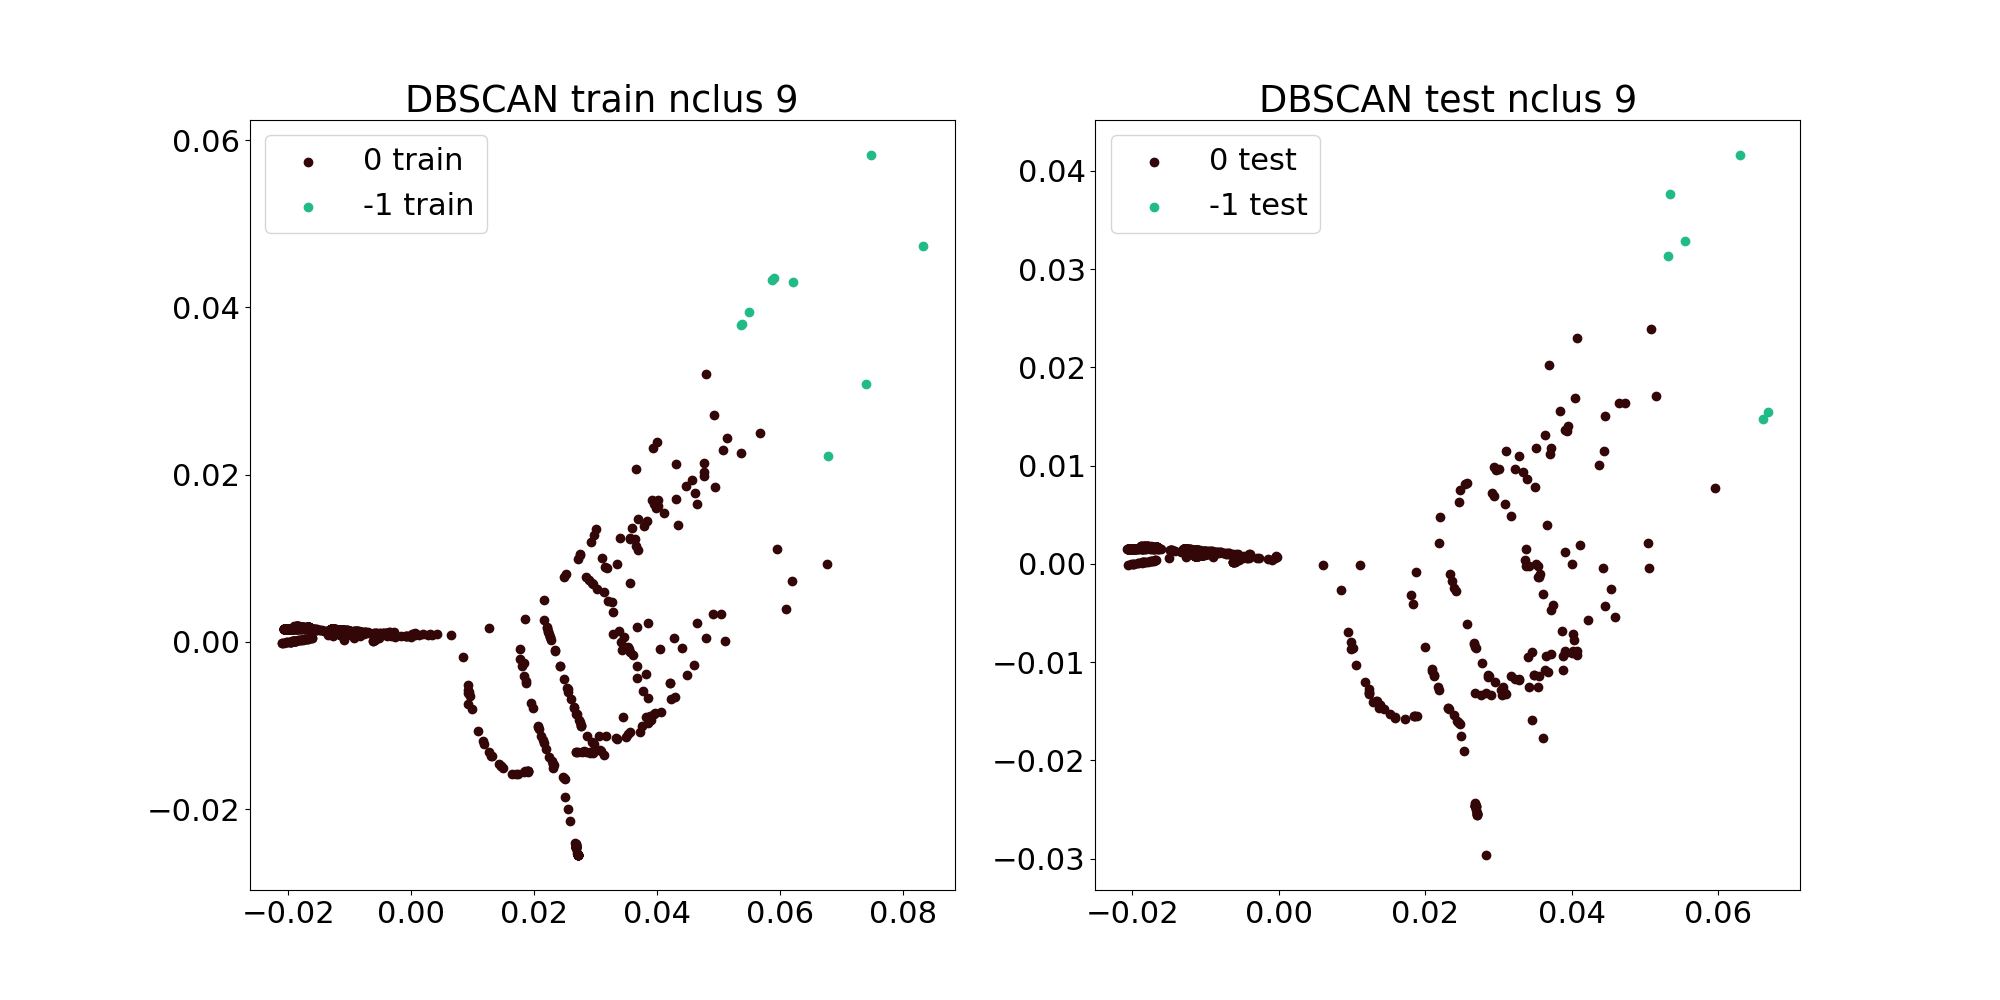 DBSCAN train nclus 9
0 train
-1 train
0.06
0.04
0.02
0.00
−0.02
−0.02 0.00 0.02 0.04 0.06 0.08
DBSCAN test nclus 9
0 test
-1 test
0.04
0.03
0.02
0.01
0.00
−0.01
−0.02
−0.03
−0.02 0.00 0.02 0.04 0.06